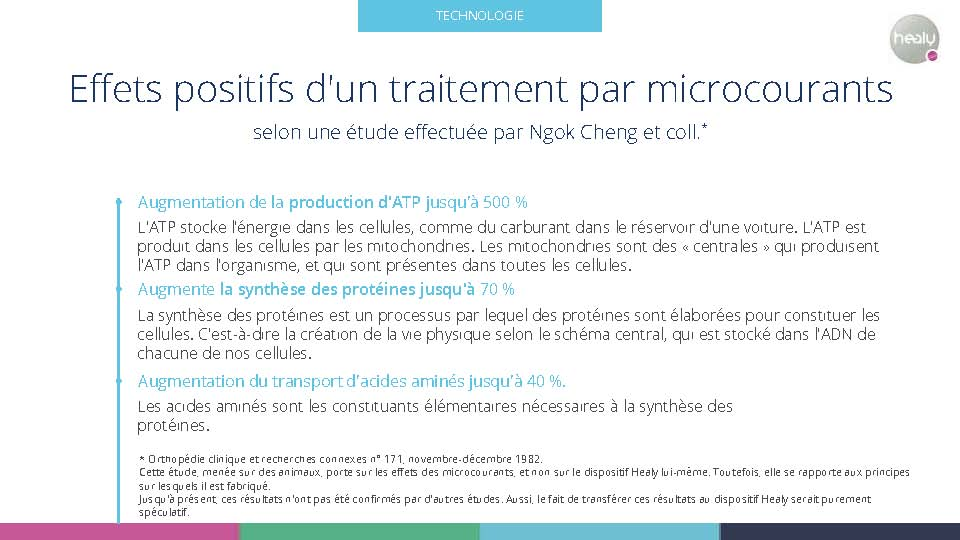 TECHNOLOGIE
healy
Effets positifs d'un traitement par microcourants
selon une étude effectuée par Ngok Cheng et coll.*
Augmentation de la production d'ATP jusqu'à 500 %
L'ATP stocke l'énergie dans les cellules, comme du carburant dans le réservoir d'une voiture. L'ATP est
produit dans les cellules par les mitochondries. Les mitochondries sont des « centrales » qui produisent
l'ATP dans l'organisme, et qui sont présentes dans toutes les cellules.
Augmente la synthèse des protéines jusqu'à 70 %
La synthèse des protéines est un processus par lequel des protéines sont élaborées pour constituer les
cellules. C'est-à-dire la création de la vie physique selon le schéma central, qui est stocké dans l'ADN de
chacune de nos cellules.
Augmentation du transport d'acides aminés jusqu'à 40 %.
Les acides aminés sont les constituants élémentaires nécessaires à la synthèse des
protéines.
* Orthopédie clinique et recherches connexes n° 171, novembre-décembre 1982.
Cette étude, menée sur des animaux, porte sur les effets des microcourants, et non sur le dispositif Healy lui-même. Toutefois, elle se rapporte aux principes
sur lesquels il est fabriqué.
Jusqu'à présent, ces résultats n'ont pas été confirmés par d'autres études. Aussi, le fait de transférer ces résultats au dispositif Healy serait purement
spéculatif.